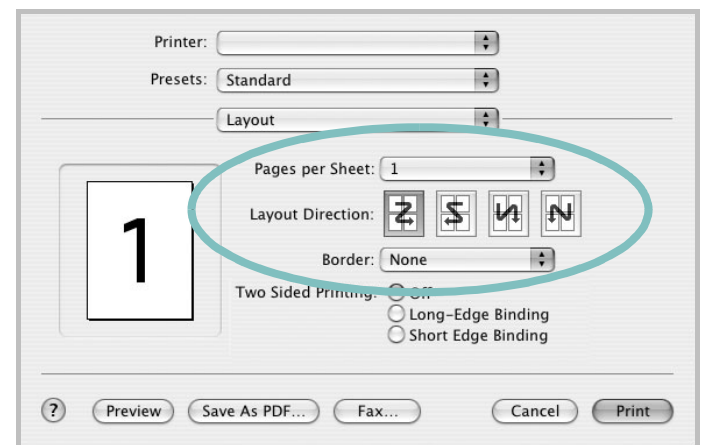 Printer:
Presets: Standard
Layout
Pages per Sheet: 1
1
Layout Direction:
Border: None
Two Sided Printing: Off
Long-Edge Binding
Short Edge Binding
? Preview Save As PDF... Fax... Cancel Print